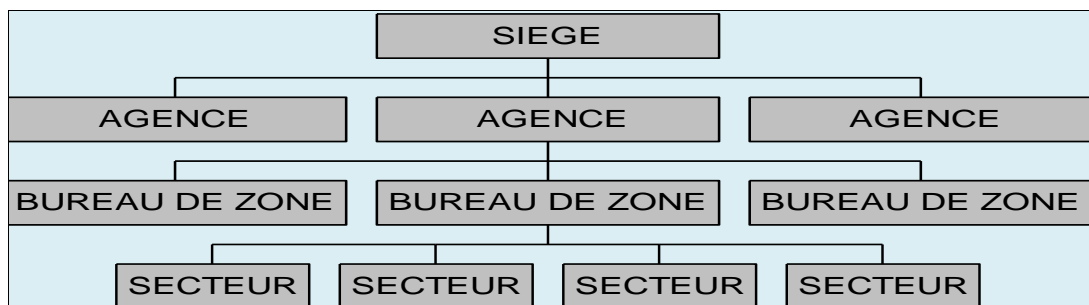 SIEGE
AGENCE AGENCE AGENCE
BUREAU DE ZONE BUREAU DE ZONE BUREAU DE ZONE
SECTEUR SECTEUR SECTEUR SECTEUR